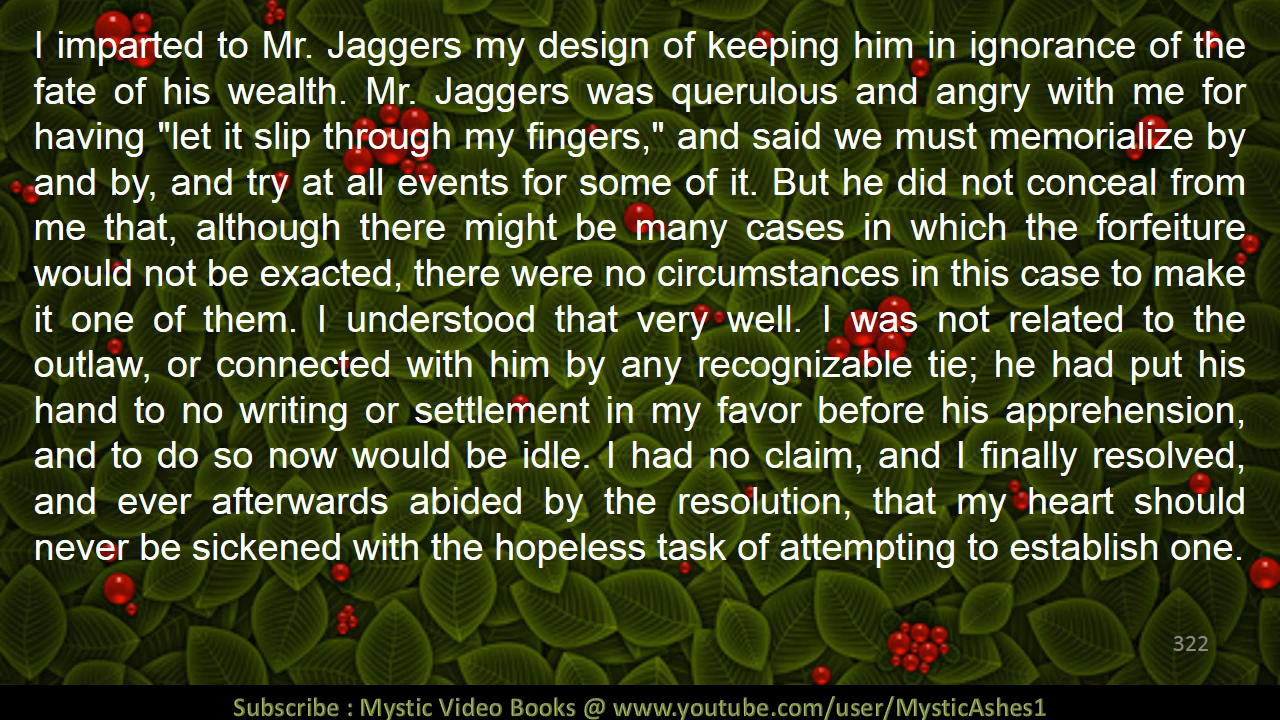 I imparted to Mr. Jaggers my design of keeping him in ignorance of the
fate of his wealth. Mr. Jaggers was querulous and angry with me for
having "let it slip through my fingers," and said we must memorialize by
and by, and try at all events for some of it. But he did not conceal from
me that, although there might be many cases in which the forfeiture
would not be exacted, there were no circumstances in this case to make
it one of them. I understood that very well. I was not related to the
outlaw, or connected with him by any recognizable tie; he had put his
hand to no writing or settlement in my favor before his apprehension,
and to do so now would be idle. I had no claim, and I finally resolved,
and ever afterwards abided by the resolution, that my heart should
never be sickened with the hopeless task of attempting to establish one.
322
Subscribe : Mystic Video Books @ www.youtube.com/user/MysticAshes1